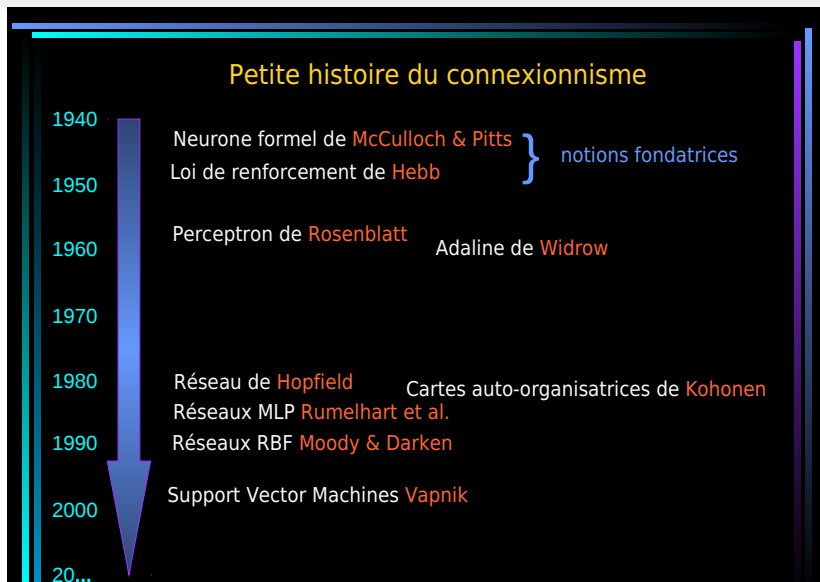 Petite histoire du connexionnisme
1940
Neurone formel de McCulloch & Pitts
} notions fondatrices
Loi de renforcement de Hebb
1950
Perceptron de Rosenblatt
Adaline de Widrow
1960
1970
1980
Réseau de Hopfield
Cartes auto-organisatrices de Kohonen
Réseaux MLP Rumelhart et al.
1990
Réseaux RBF Moody & Darken
Support Vector Machines Vapnik
2000
20...